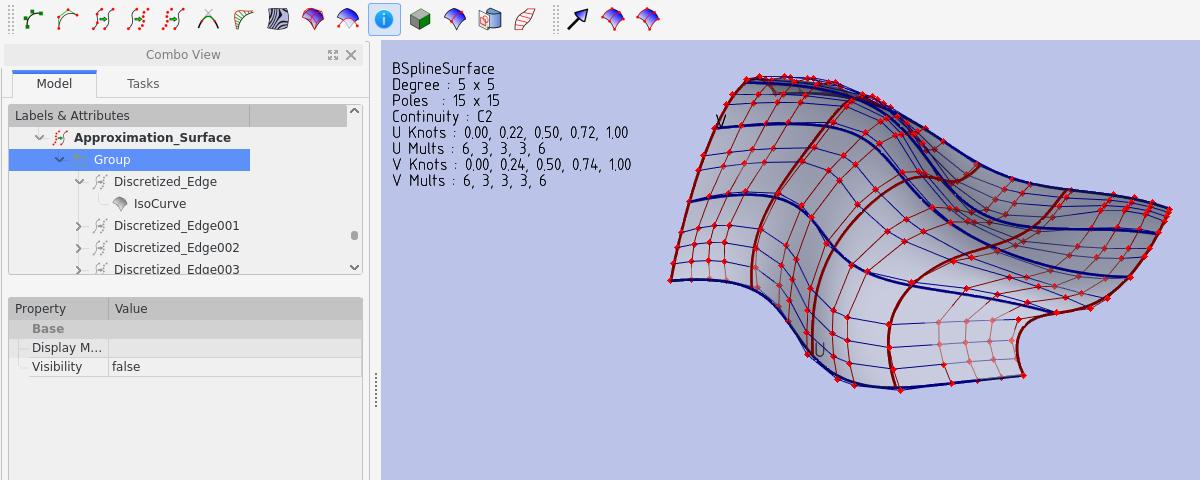 Combo View
Model
Tasks
Labels & Attributes
Approximation_Surface
Group
Discretized_Edge
IsoCurve
Discretized_Edge001
Discretized_Edge002
Discretized_Edge003
Property
Value
Base
Display M...
Visibility
false
BSplineSurface
Degree : 5 x 5
Poles : 15 x 15
Continuity : C2
U Knots : 0.00, 0.22, 0.50, 0.72, 1.00
U Mults : 6, 3, 3, 3, 6
V Knots : 0.00, 0.24, 0.50, 0.74, 1.00
V Mults : 6, 3, 3, 3, 6
V
U